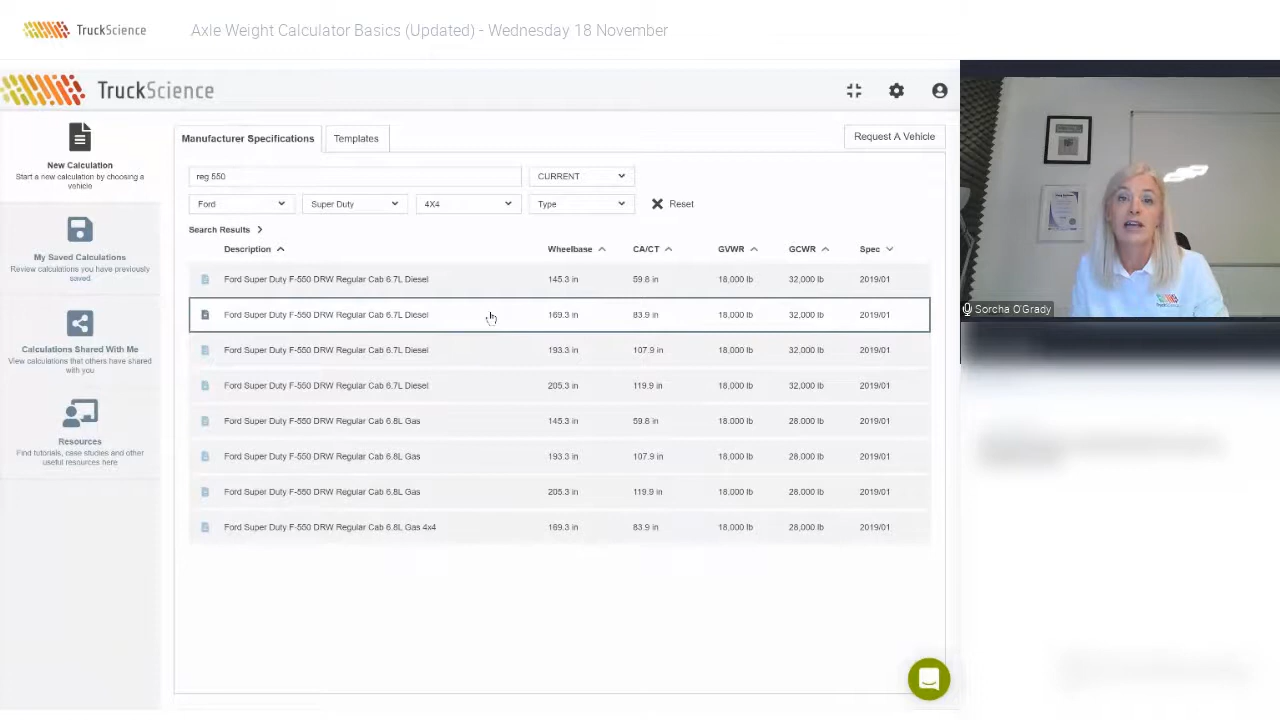 TruckScience
Axle Weight Calculator Basics (Updated) - Wednesday 18 November
TruckScience
New Calculation
Start a new calculation by choosing a
vehicle
My Saved Calculations
Review calculations you have previously
saved.
Calculations Shared With Me
View calculations that others have shared
with you
Resources
Find tutorials, case studies and other
useful resources here
Manufacturer Specifications
Templates
Request A Vehicle
reg 550
CURRENT
Ford
Super Duty
4X4
Type
Reset
Search Results
Description Wheelbase CA/CT GVWR GCWR Spec
Ford Super Duty F-550 DRW Regular Cab 6.7L Diesel 145.3 in 59.8 in 18,000 lb 32,000 lb 2019/01
Ford Super Duty F-550 DRW Regular Cab 6.7L Diesel 169.3 in 83.9 in 18,000 lb 32,000 lb 2019/01
Ford Super Duty F-550 DRW Regular Cab 6.7L Diesel 193.3 in 107.9 in 18,000 lb 32,000 lb 2019/01
Ford Super Duty F-550 DRW Regular Cab 6.7L Diesel 205.3 in 119.9 in 18,000 lb 32,000 lb 2019/01
Ford Super Duty F-550 DRW Regular Cab 6.8L Gas 145.3 in 59.8 in 18,000 lb 28,000 lb 2019/01
Ford Super Duty F-550 DRW Regular Cab 6.8L Gas 193.3 in 107.9 in 18,000 lb 28,000 lb 2019/01
Ford Super Duty F-550 DRW Regular Cab 6.8L Gas 205.3 in 119.9 in 18,000 lb 28,000 lb 2019/01
Ford Super Duty F-550 DRW Regular Cab 6.8L Gas 4x4 169.3 in 83.9 in 18,000 lb 28,000 lb 2019/01
Sorcha O'Grady